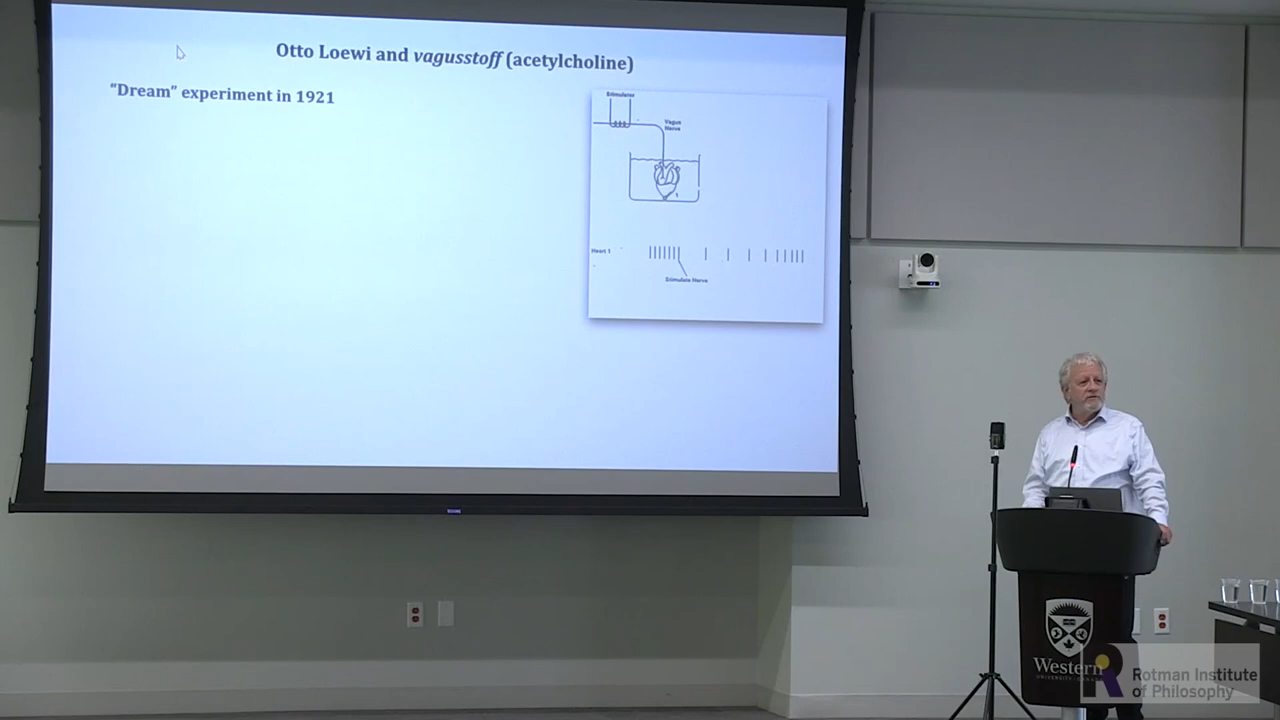 Otto Loewi and vagusstoff (acetylcholine)
"Dream" experiment in 1921
Stimulator
Vagus
Nerve
Heart 1
Stimulate Nerve
Western
Rotman Institute
of Philosophy